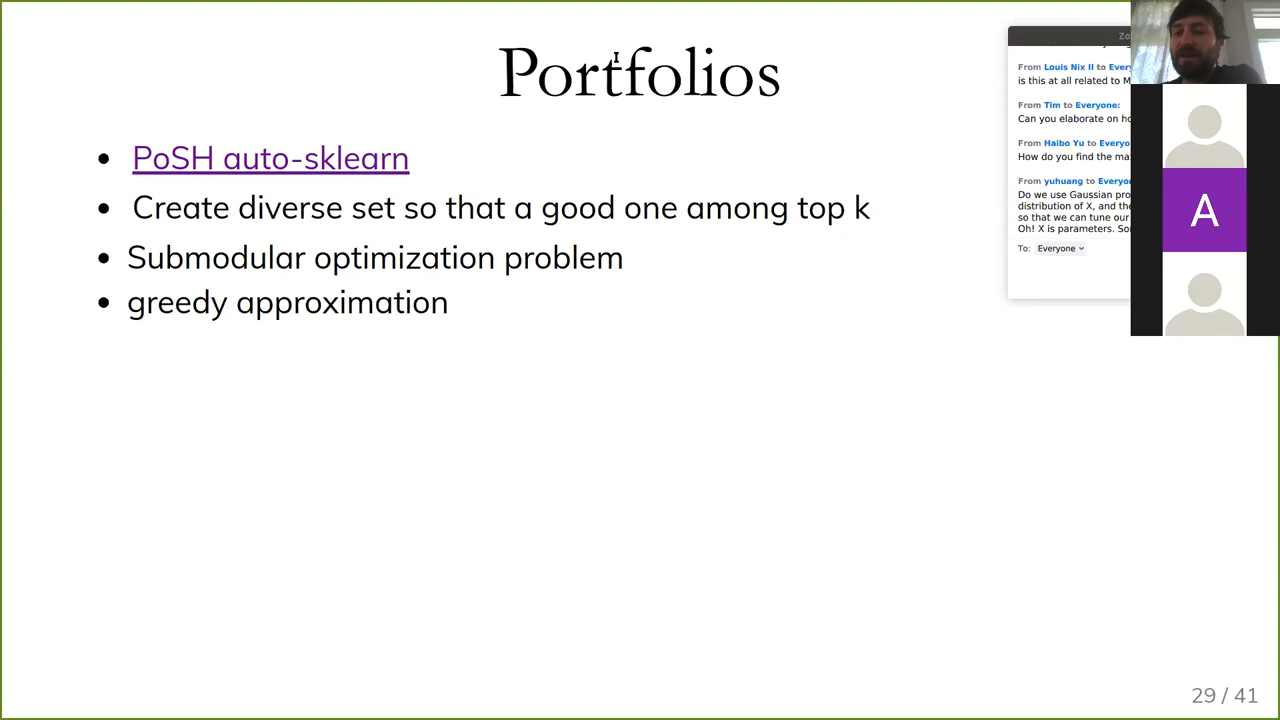 Portfolios
PoSH auto-sklearn
Create diverse set so that a good one among top k
Submodular optimization problem
greedy approximation
From Louis Nix II to
is this at all related to
From Tim to Everyone:
Can you elaborate on
From Haibo Yu to
How do you find the
From yuhuang to
Do we use Gaussian
distribution of X, and
so that we can tune our
Oh! X is parameters.
To: Everyone
A
29 / 41